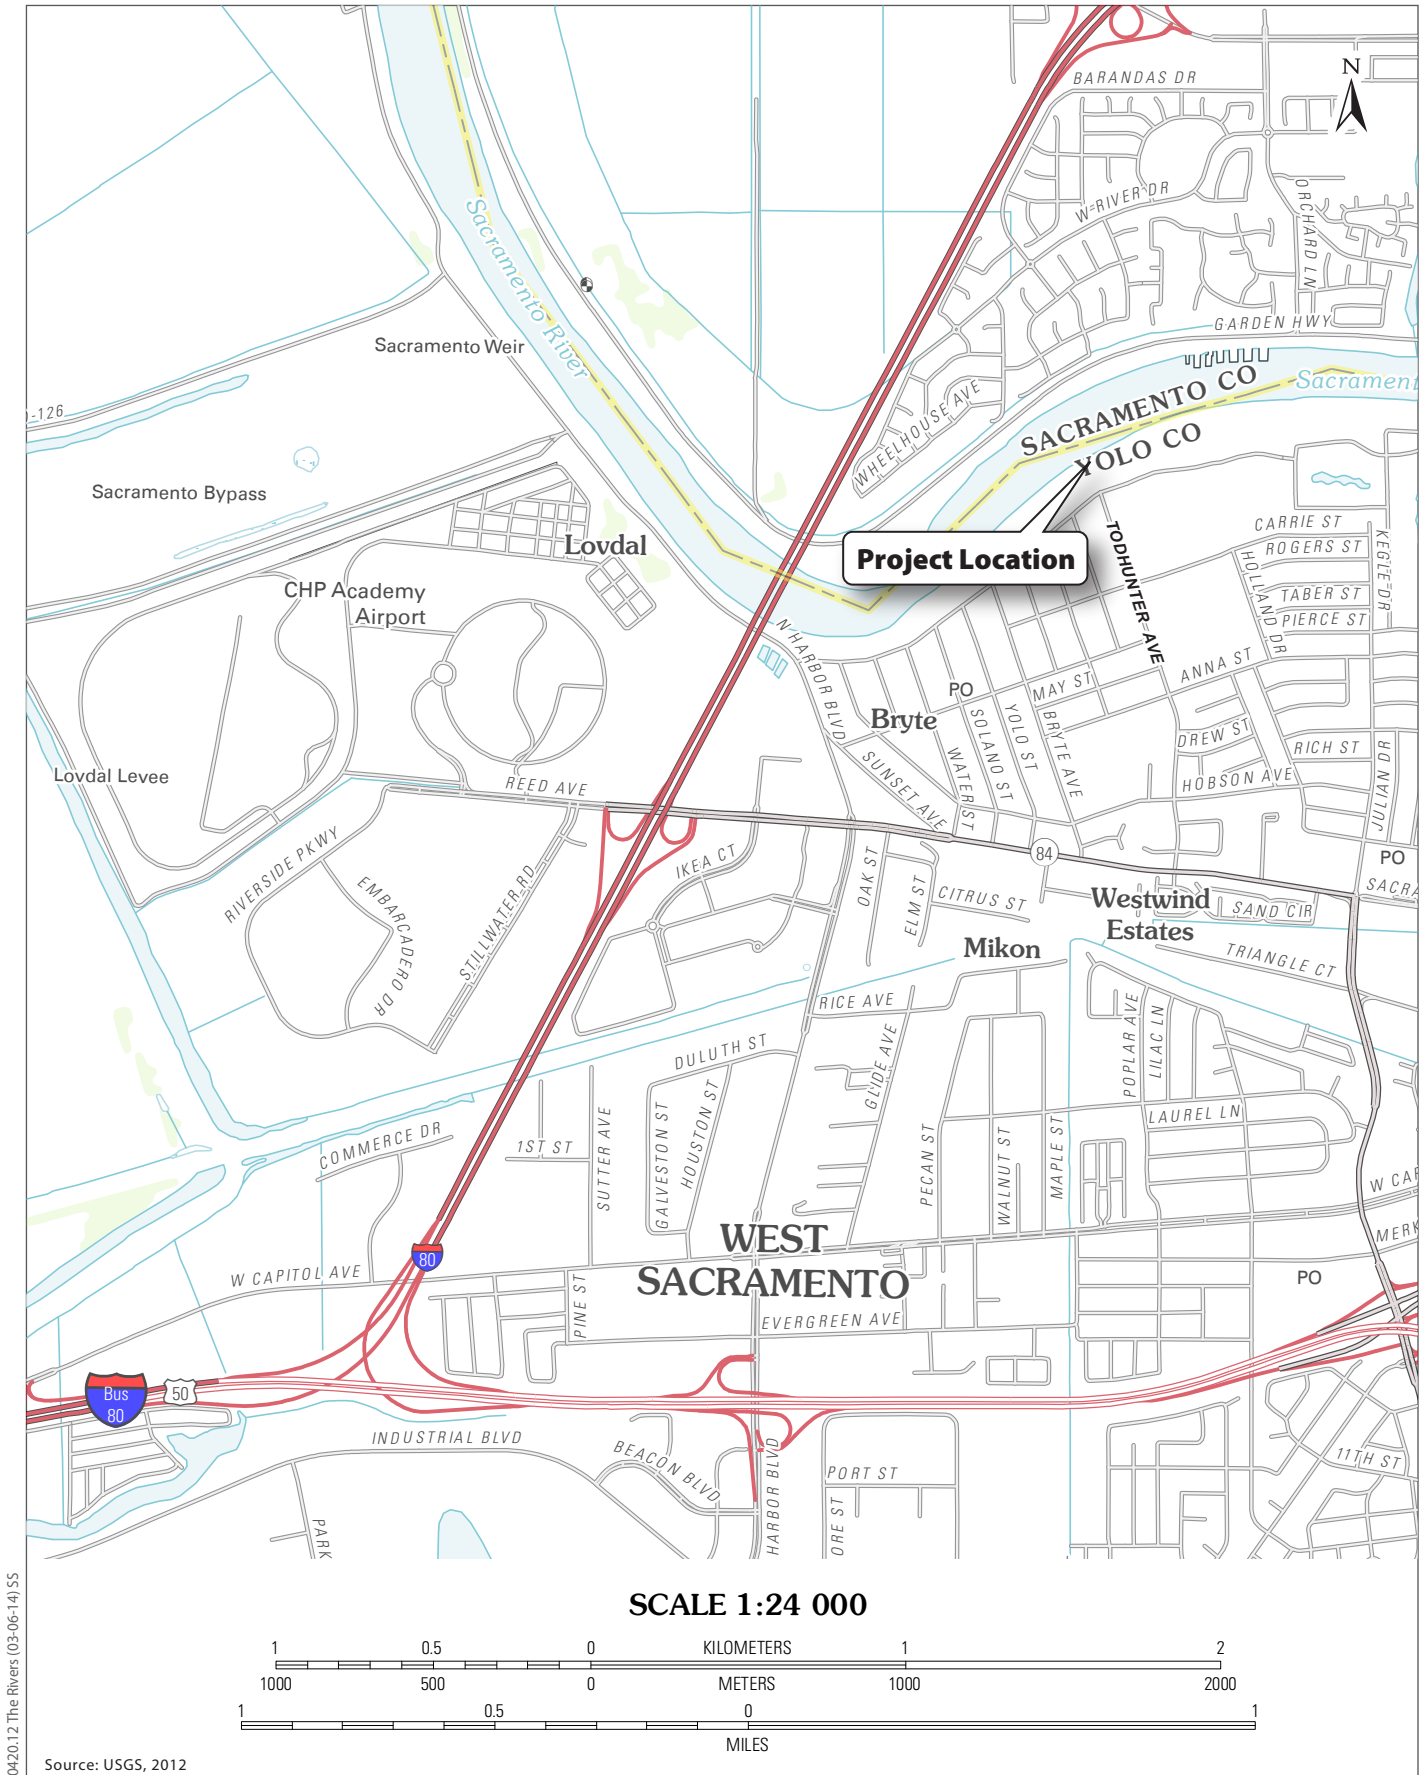 N
BARANDAS DR
W RIVER DR
ORCHARD LN
Sacramento River
GARDEN HWY
Sacramento Weir
SACRAMENTO CO
Sacrament
YOLO CO
-126
WHEELHOUSE AVE
Sacramento Bypass
Lovdal
Project Location
TODHUNTER AVE
CARRIE ST
ROGERS ST
KEGLE DR
HOLLAND DR
TABER ST
PIERCE ST
CHP Academy
Airport
N HARBOR BLVD
ANNA ST
PO
MAY ST
Bryte
SOLANO ST
YOLO ST
BRYTE AVE
WATER ST
SUNSET AVE
DREW ST
RICH ST
JULIAN DR
HOBSON AVE
Lovdal Levee
REED AVE
RIVERSIDE PKWY
EMBARCADERO DR
STILLWATER RD
IKEA CT
OAK ST
ELM ST
84
CITRUS ST
PO
SACRA
Westwind
Estates
SAND CIR
Mikon
TRIANGLE CT
RICE AVE
DULUTH ST
GLIDE AVE
POPLAR AVE
LILAC LN
LAUREL LN
COMMERCE DR
1ST ST
SUTTER AVE
GALVESTON ST
HOUSTON ST
PECAN ST
WALNUT ST
MAPLE ST
W CAP
MERK
WEST
SACRAMENTO
80
W CAPITOL AVE
PINE ST
PO
EVERGREEN AVE
Bus
80
50
INDUSTRIAL BLVD
BEACON BLVD
HARBOR BLVD
PORT ST
ORE ST
11TH ST
PARK
SCALE 1:24 000
1 0.5 0 KILOMETERS 1 2
1000 500 0 METERS 1000 2000
1 0.5 0 1
MILES
0420.12 The Rivers (03-06-14) SS
Source: USGS, 2012